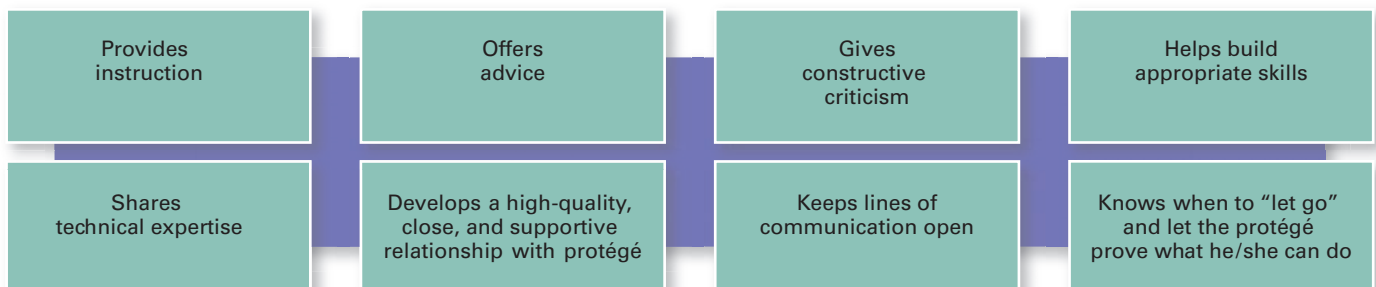 Provides
instruction
Offers
advice
Gives
constructive
criticism
Helps build
appropriate skills
Shares
technical expertise
Develops a high-quality,
close, and supportive
relationship with protégé
Keeps lines of
communication open
Knows when to “let go”
and let the protégé
prove what he/she can do